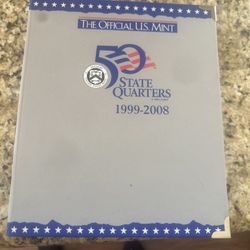 THE OFFICIAL U.S. MINT
50
STATE
QUARTERS
1999-2008